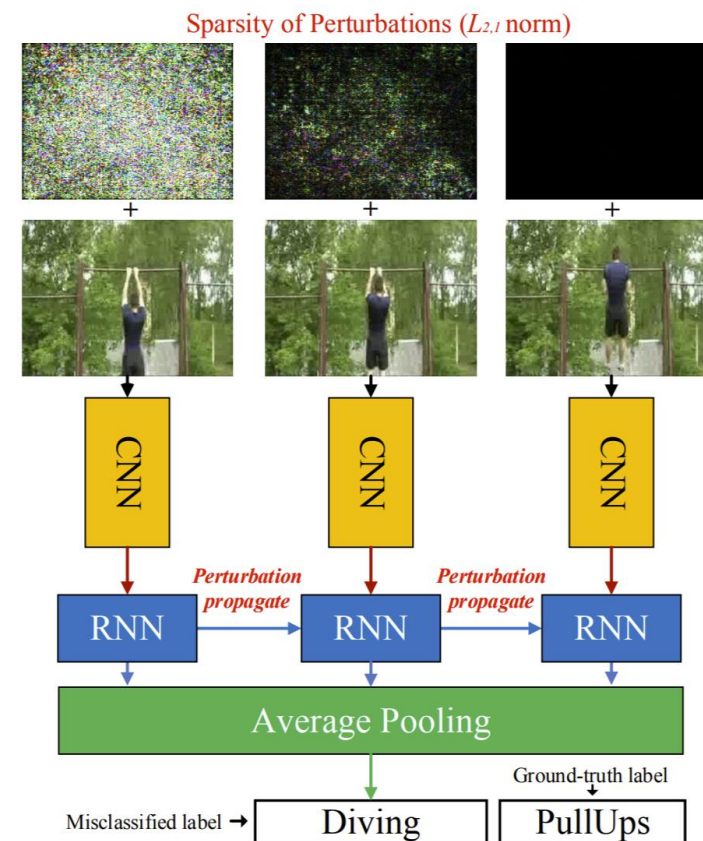 Sparsity of Perturbations (L2,1 norm)
+ + +
CNN CNN CNN
Perturbation propagate Perturbation propagate
RNN RNN RNN
Average Pooling
Ground-truth label
Misclassified label Diving PullUps